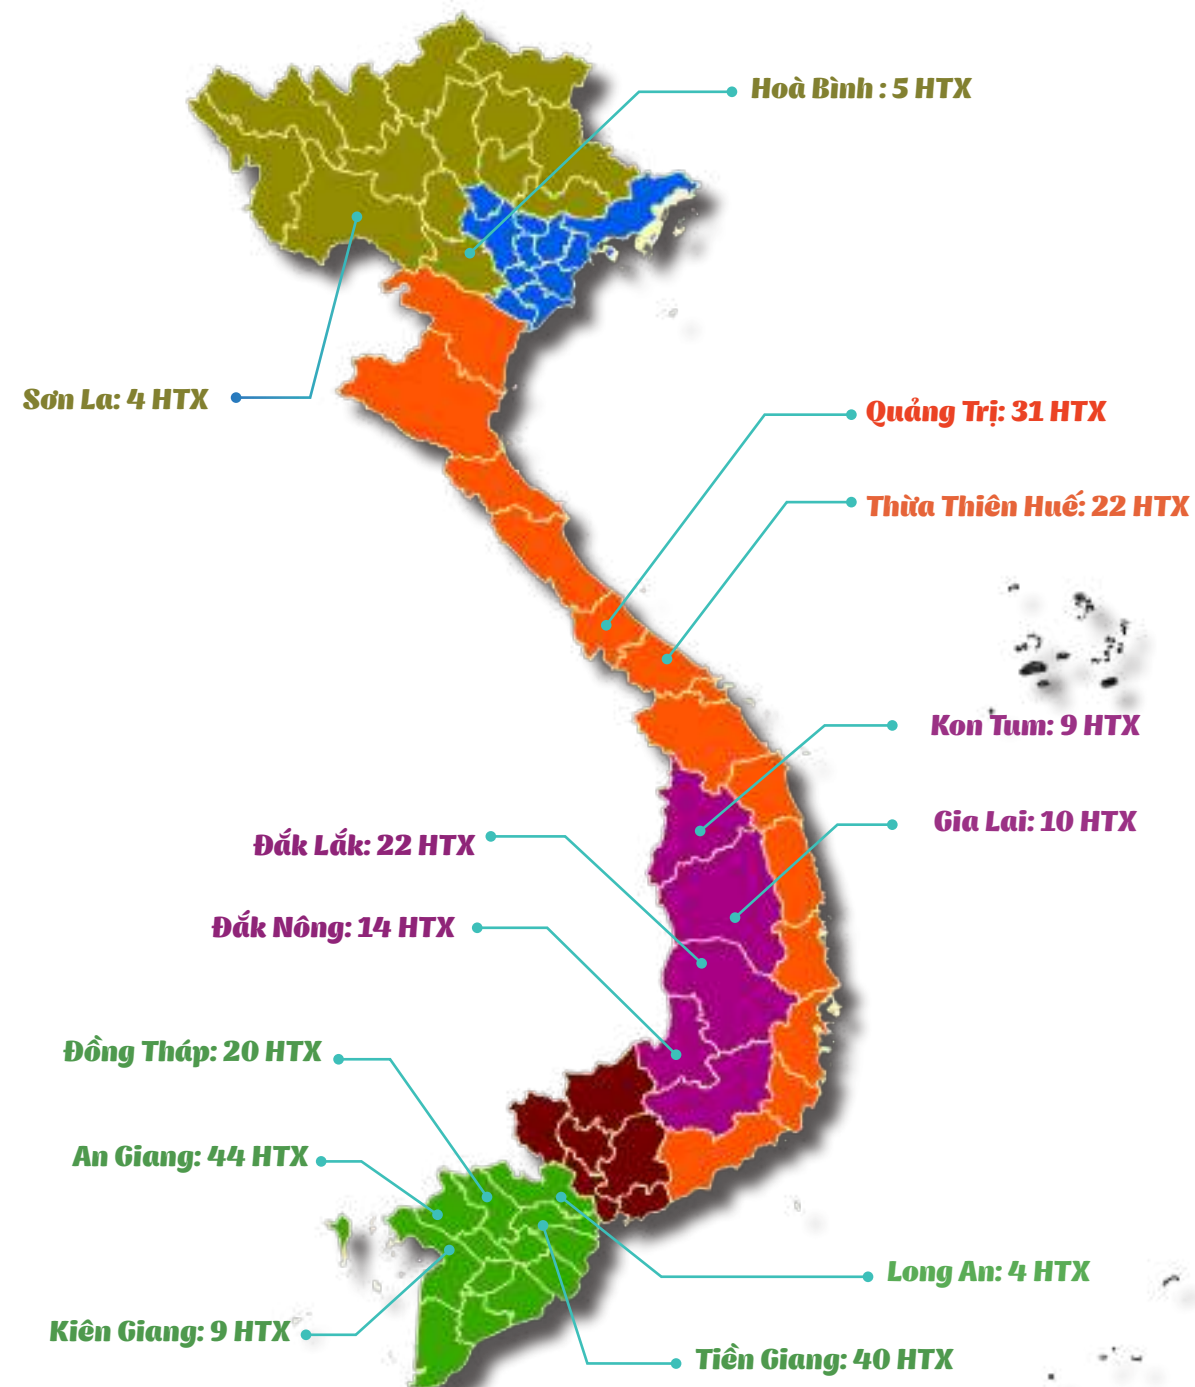 Hoà Bình : 5 HTX
Sơn La: 4 HTX
Quảng Trị: 31 HTX
Thừa Thiên Huế: 22 HTX
Kon Tum: 9 HTX
Gia Lai: 10 HTX
Đắk Lắk: 22 HTX
Đắk Nông: 14 HTX
Đồng Tháp: 20 HTX
An Giang: 44 HTX
Long An: 4 HTX
Kiên Giang: 9 HTX
Tiền Giang: 40 HTX